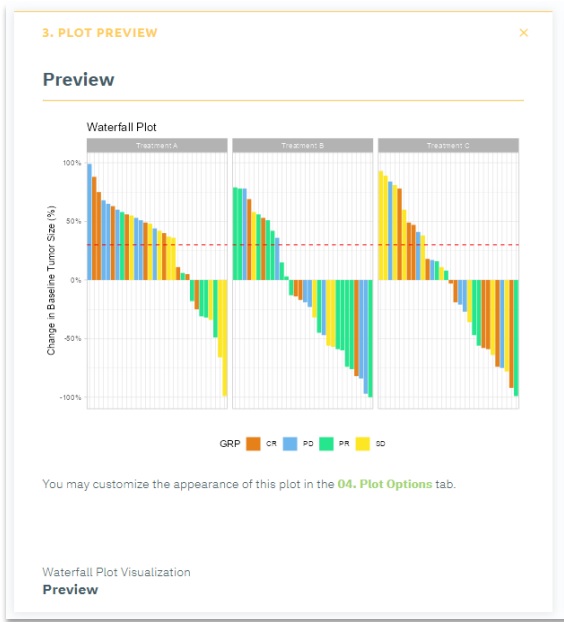 3. PLOT PREVIEW ×
Preview
Waterfall Plot
Treatment A Treatment B Treatment C
Change in Baseline Tumor Size (%)
100%
50%
0%
-50%
-100%
GRP CR PD PR SD
You may customize the appearance of this plot in the 04. Plot Options tab.
Waterfall Plot Visualization
Preview